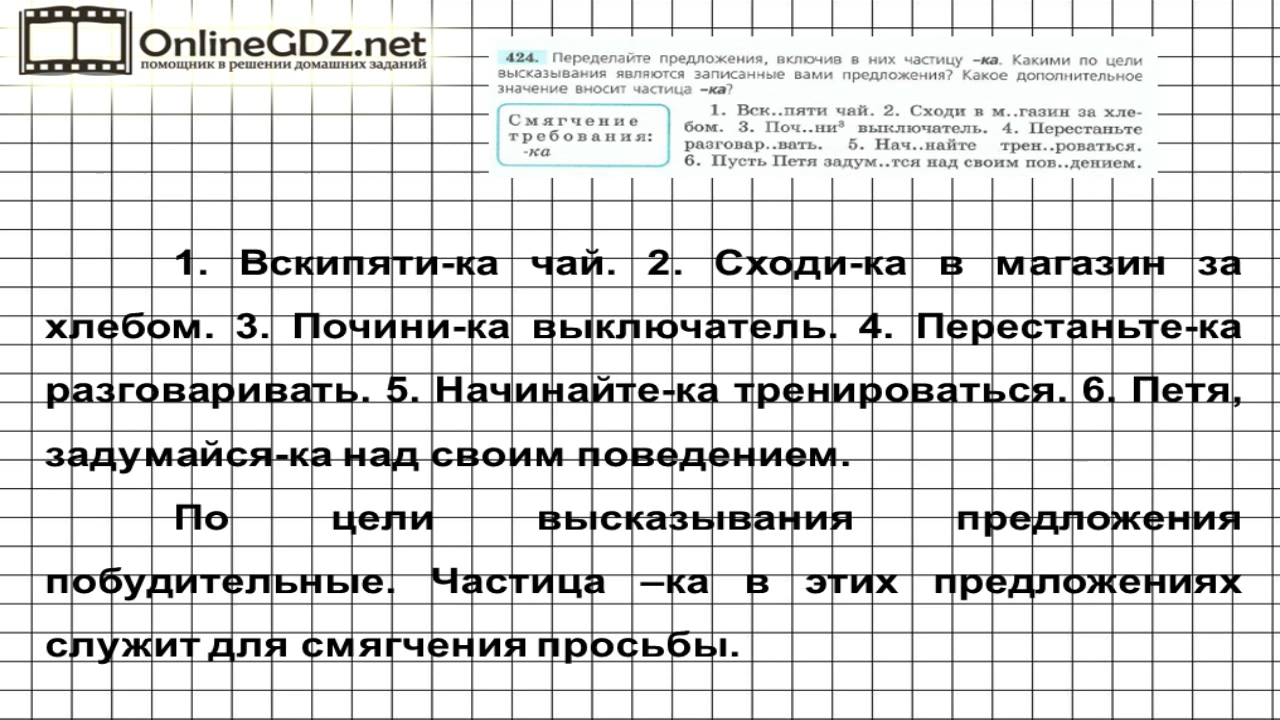 OnlineGDZ.net
помощник в решении домашних заданий
424. Переделайте предложения, включив в них частицу –ка. Какими по цели
высказывания являются записанные вами предложения? Какое дополнительное
значение вносит частица –ка?
Смягчение
требования:
-ка
1. Вск..пяти чай. 2. Сходи в м..газин за хле-
бом. 3. Поч..ни³ выключатель. 4. Перестаньте
разговар..вать. 5. Нач..найте трен..роваться.
6. Пусть Петя задум..тся над своим пов..дением.
1. Вскипяти-ка чай. 2. Сходи-ка в магазин за
хлебом. 3. Почини-ка выключатель. 4. Перестаньте-ка
разговаривать. 5. Начинайте-ка тренироваться. 6. Петя,
задумайся-ка над своим поведением.
По цели высказывания предложения
побудительные. Частица –ка в этих предложениях
служит для смягчения просьбы.